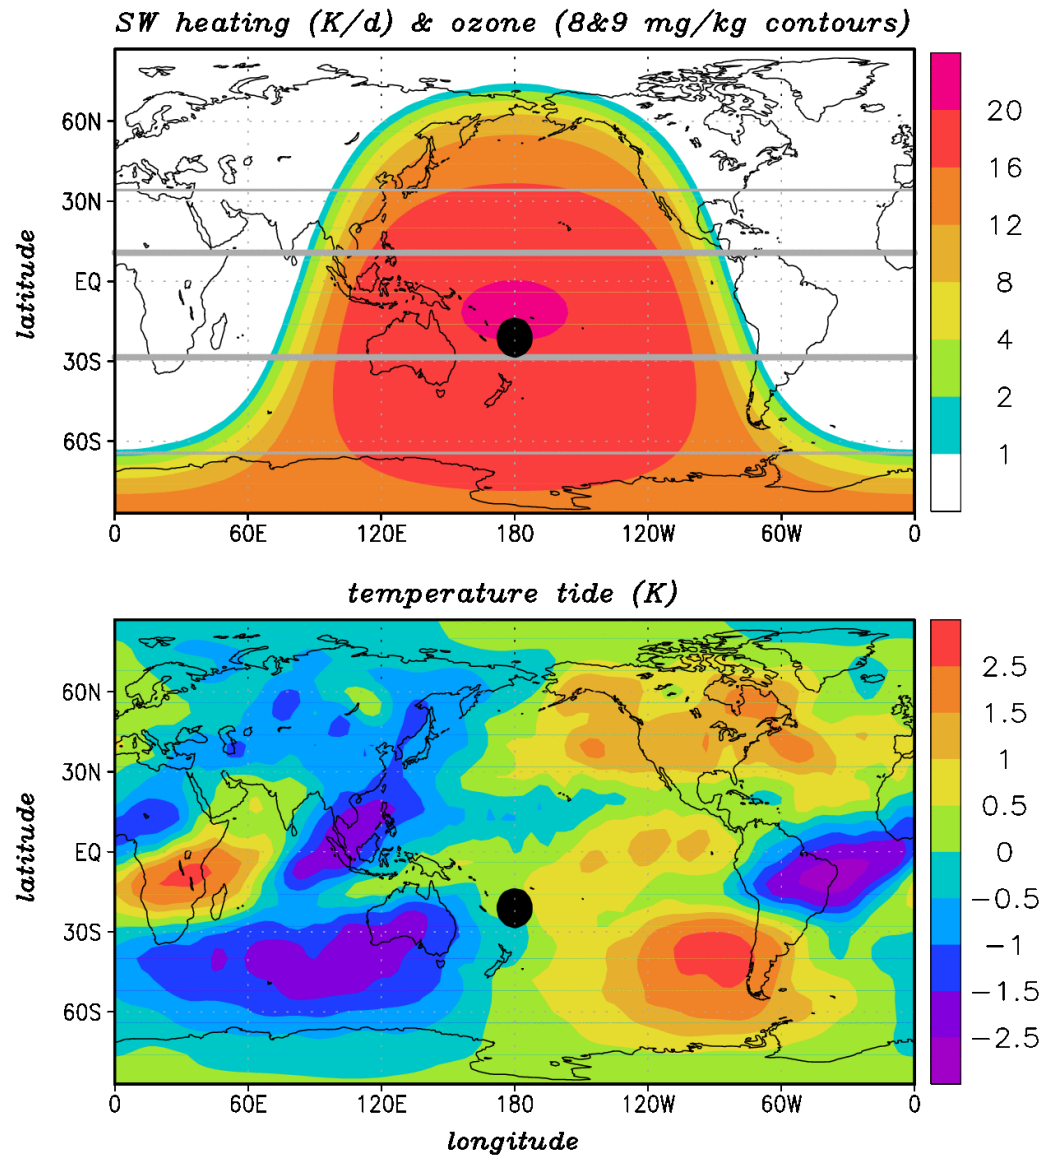 SW heating (K/d) & ozone (8&9 mg/kg contours)
latitude
60N
30N
EQ
30S
60S
0 60E 120E 180 120W 60W 0
20
16
12
8
4
2
1
temperature tide (K)
latitude
60N
30N
EQ
30S
60S
0 60E 120E 180 120W 60W 0
longitude
2.5
1.5
1
0.5
0
−0.5
−1
−1.5
−2.5